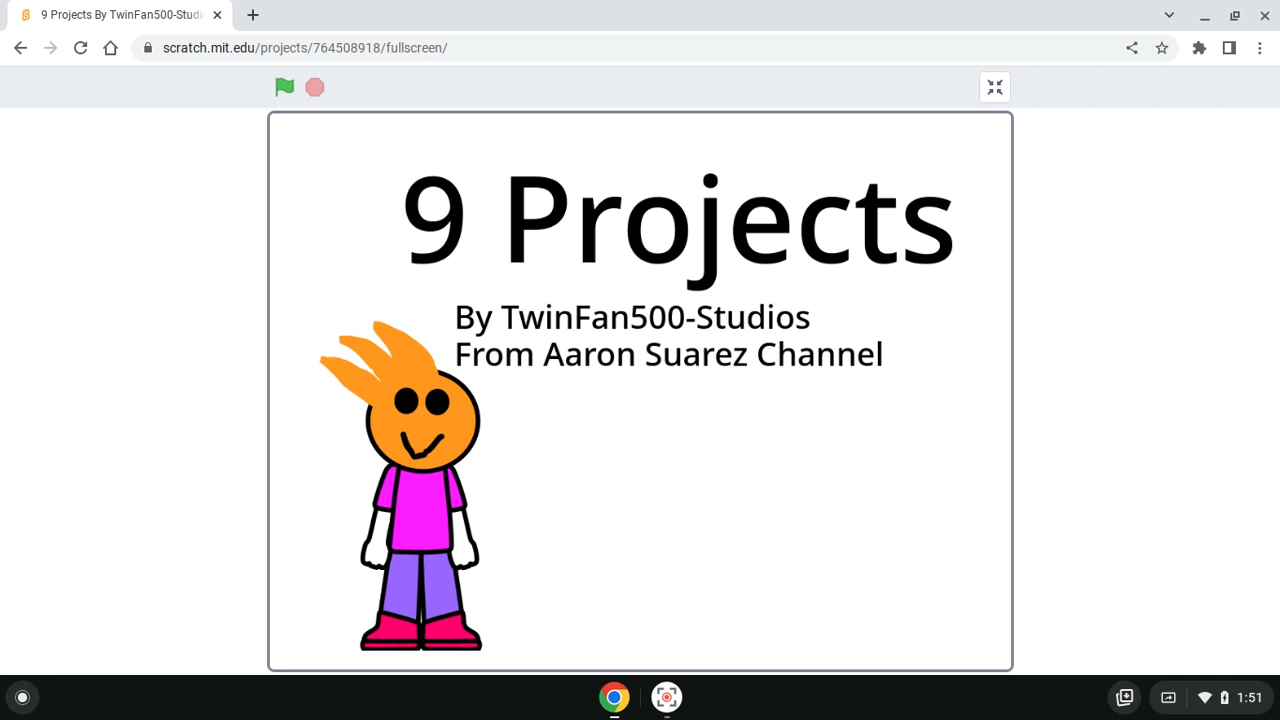 9 Projects By TwinFan500-Studi
scratch.mit.edu/projects/764508918/fullscreen/
9 Projects
By TwinFan500-Studios
From Aaron Suarez Channel
1:51